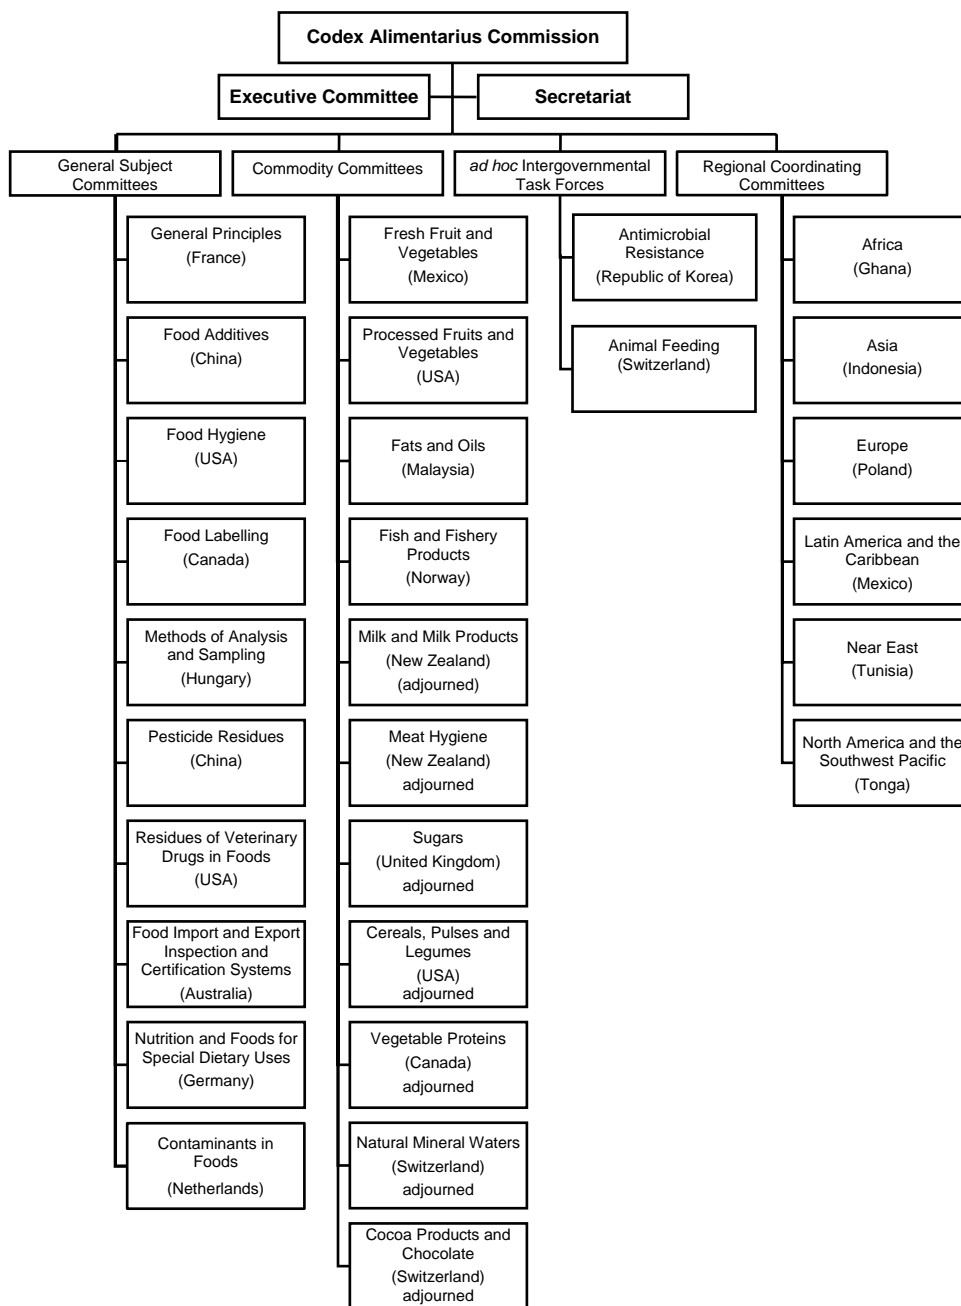 Codex Alimentarius Commission
Executive Committee
Secretariat
General Subject
Committees
Commodity Committees
ad hoc Intergovernmental
Task Forces
Regional Coordinating
Committees
General Principles
(France)
Food Additives
(China)
Food Hygiene
(USA)
Food Labelling
(Canada)
Methods of Analysis
and Sampling
(Hungary)
Pesticide Residues
(China)
Residues of Veterinary
Drugs in Foods
(USA)
Food Import and Export
Inspection and
Certification Systems
(Australia)
Nutrition and Foods for
Special Dietary Uses
(Germany)
Contaminants in
Foods
(Netherlands)
Fresh Fruit and
Vegetables
(Mexico)
Processed Fruits and
Vegetables
(USA)
Fats and Oils
(Malaysia)
Fish and Fishery
Products
(Norway)
Milk and Milk Products
(New Zealand)
(adjourned)
Meat Hygiene
(New Zealand)
adjourned
Sugars
(United Kingdom)
adjourned
Cereals, Pulses and
Legumes
(USA)
adjourned
Vegetable Proteins
(Canada)
adjourned
Natural Mineral Waters
(Switzerland)
adjourned
Cocoa Products and
Chocolate
(Switzerland)
adjourned
Antimicrobial
Resistance
(Republic of Korea)
Animal Feeding
(Switzerland)
Africa
(Ghana)
Asia
(Indonesia)
Europe
(Poland)
Latin America and the
Caribbean
(Mexico)
Near East
(Tunisia)
North America and the
Southwest Pacific
(Tonga)